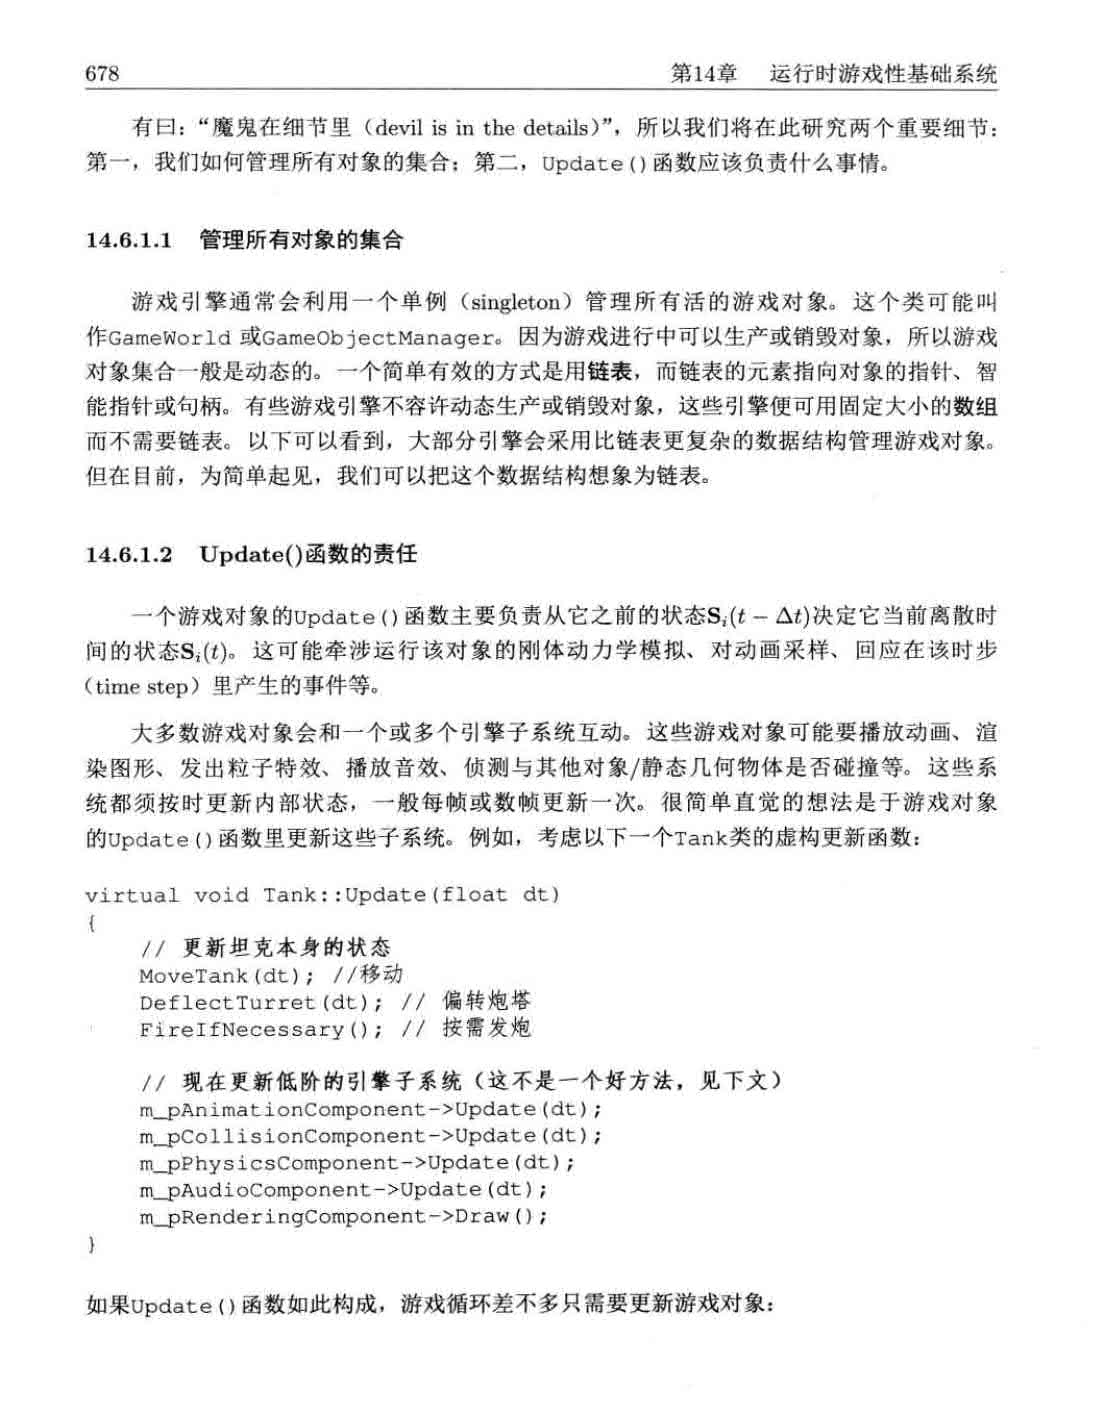 678 第14章 运行时游戏性基础系统
有曰：“魔鬼在细节里（devil is in the details）”，所以我们将在此研究两个重要细节：
第一，我们如何管理所有对象的集合；第二，Update()函数应该负责什么事情。
14.6.1.1 管理所有对象的集合
游戏引擎通常会利用一个单例（singleton）管理所有活的游戏对象。这个类可能叫
作GameWorld 或GameObjectManager。因为游戏进行中可以生产或销毁对象，所以游戏
对象集合一般是动态的。一个简单有效的方式是用链表，而链表的元素指向对象的指针、智
能指针或句柄。有些游戏引擎不容许动态生产或销毁对象，这些引擎便可用固定大小的数组
而不需要链表。以下可以看到，大部分引擎会采用比链表更复杂的数据结构管理游戏对象。
但在目前，为简单起见，我们可以把这个数据结构想象为链表。
14.6.1.2 Update()函数的责任
一个游戏对象的Update()函数主要负责从它之前的状态Sᵢ(t − Δt)决定它当前离散时
间的状态Sᵢ(t)。这可能牵涉运行该对象的刚体动力学模拟、对动画采样、回应在该时步
（time step）里产生的事件等。
大多数游戏对象会和一个或多个引擎子系统互动。这些游戏对象可能要播放动画、渲
染图形、发出粒子特效、播放音效、侦测与其他对象/静态几何物体是否碰撞等。这些系
统都须按时更新内部状态，一般每帧或数帧更新一次。很简单直觉的想法是于游戏对象
的Update()函数里更新这些子系统。例如，考虑以下一个Tank类的虚构更新函数：
virtual void Tank::Update(float dt)
{
// 更新坦克本身的状态
MoveTank(dt); //移动
DeflectTurret(dt); // 偏转炮塔
FireIfNecessary(); // 按需发炮
// 现在更新低阶的引擎子系统（这不是一个好方法，见下文）
m_pAnimationComponent->Update(dt);
m_pCollisionComponent->Update(dt);
m_pPhysicsComponent->Update(dt);
m_pAudioComponent->Update(dt);
m_pRenderingComponent->Draw();
}
如果Update()函数如此构成，游戏循环差不多只需要更新游戏对象：